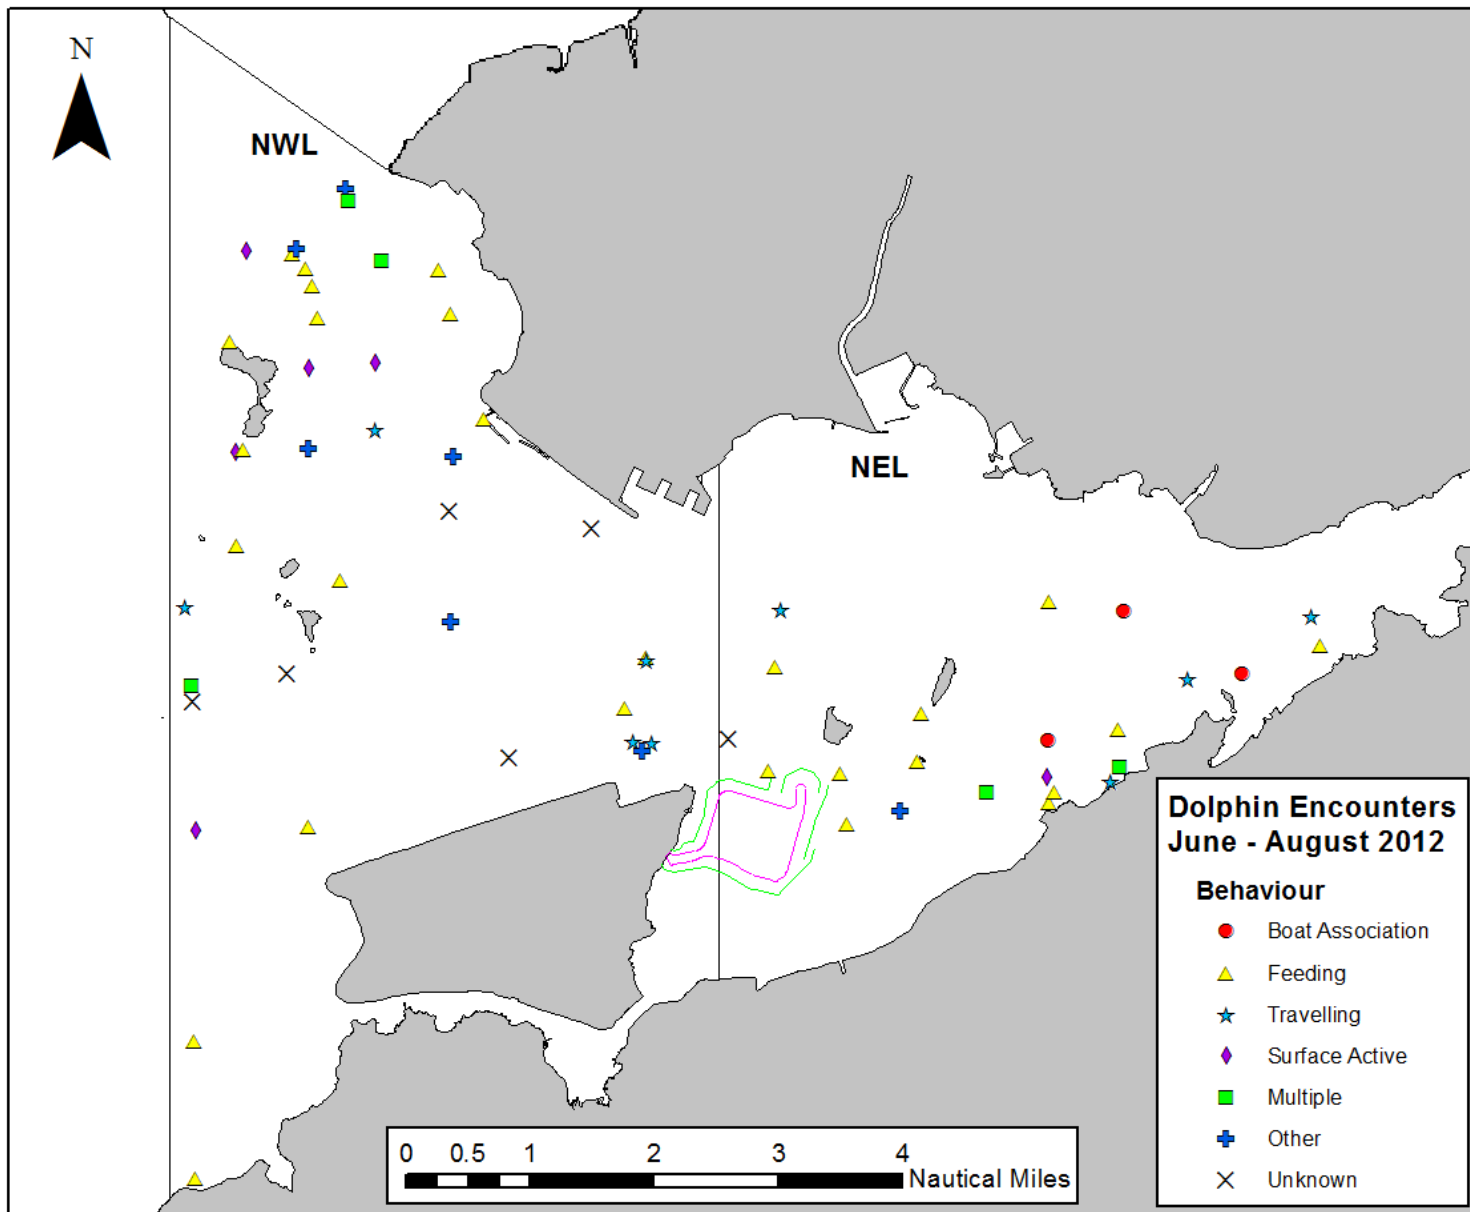 N
NWL
NEL
Dolphin Encounters
June - August 2012
Behaviour
Boat Association
Feeding
Travelling
Surface Active
Multiple
Other
Unknown
0 0.5 1 2 3 4
Nautical Miles